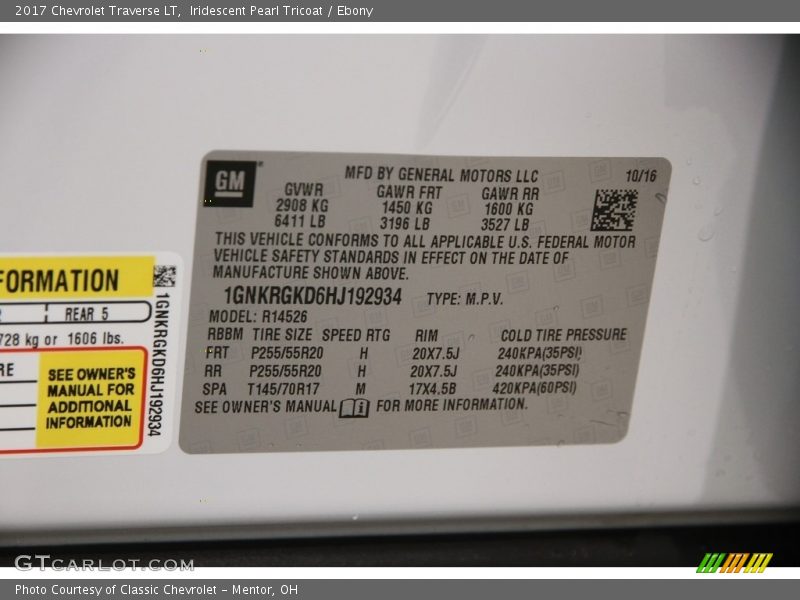 2017 Chevrolet Traverse LT, Iridescent Pearl Tricoat / Ebony
GM
MFD BY GENERAL MOTORS LLC 10/16
GVWR GAWR FRT GAWR RR
2908 KG 1450 KG 1600 KG
6411 LB 3196 LB 3527 LB
THIS VEHICLE CONFORMS TO ALL APPLICABLE U.S. FEDERAL MOTOR
VEHICLE SAFETY STANDARDS IN EFFECT ON THE DATE OF
MANUFACTURE SHOWN ABOVE.
1GNKRGKD6HJ192934 TYPE: M.P.V.
MODEL: R14526
RBBM TIRE SIZE SPEED RTG RIM COLD TIRE PRESSURE
FRT P255/55R20 H 20X7.5J 240KPA(35PSI)
RR P255/55R20 H 20X7.5J 240KPA(35PSI)
SPA T145/70R17 M 17X4.5B 420KPA(60PSI)
SEE OWNER'S MANUAL FOR MORE INFORMATION.
FORMATION
REAR 5
728 kg or 1606 lbs.
RE
SEE OWNER'S
MANUAL FOR
ADDITIONAL
INFORMATION
1GNKRGKD6HJ192934
GTCARLOT.COM
Photo Courtesy of Classic Chevrolet - Mentor, OH